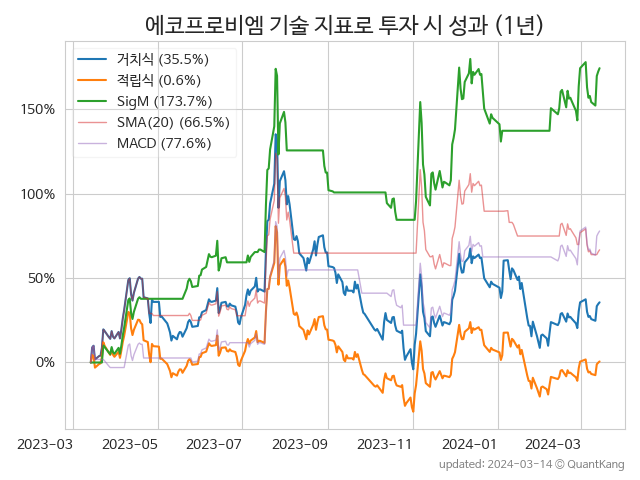 에코프로비엠 기술 지표로 투자 시 성과 (1년)
거치식 (35.5%)
적립식 (0.6%)
SigM (173.7%)
SMA(20) (66.5%)
MACD (77.6%)
150%
100%
50%
0%
2023-03 2023-05 2023-07 2023-09 2023-11 2024-01 2024-03
updated: 2024-03-14 © QuantKang